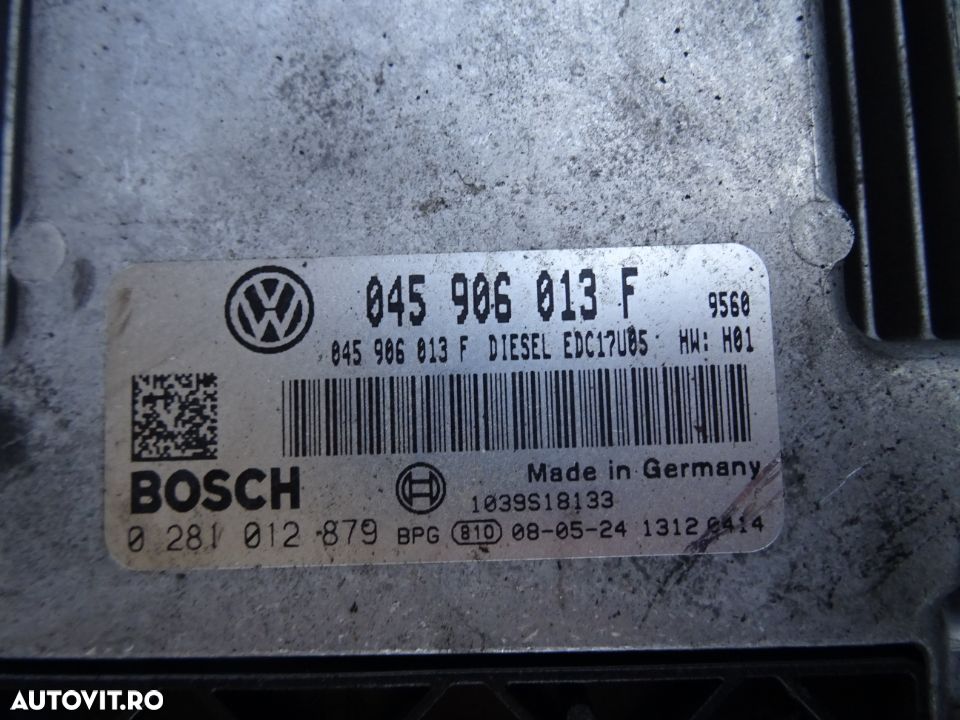 045 906 013 F 9560
045 906 013 F DIESEL EDC17U05 HW: H01
BOSCH Made in Germany
1039S18133
0 281 012 879 BPG 810 08-05-24 1312 0414
AUTOVIT.RO